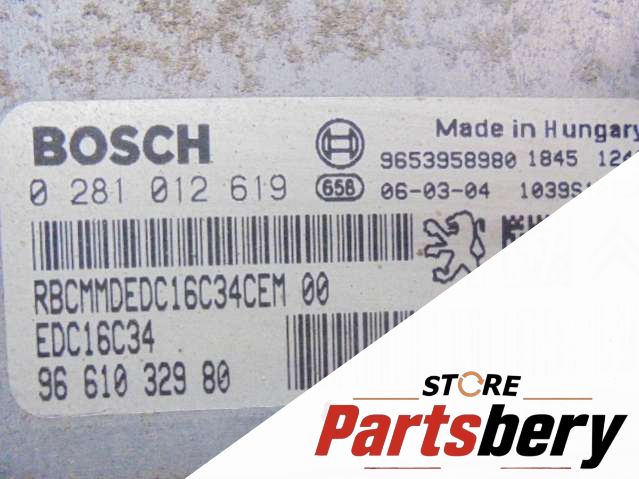 BOSCH
Made in Hungary
9653958980 1845
0 281 012 619 656 06-03-04
RBCMMDEDC16C34CEM 00
EDC16C34
96 610 329 80
STORE
Partsbery